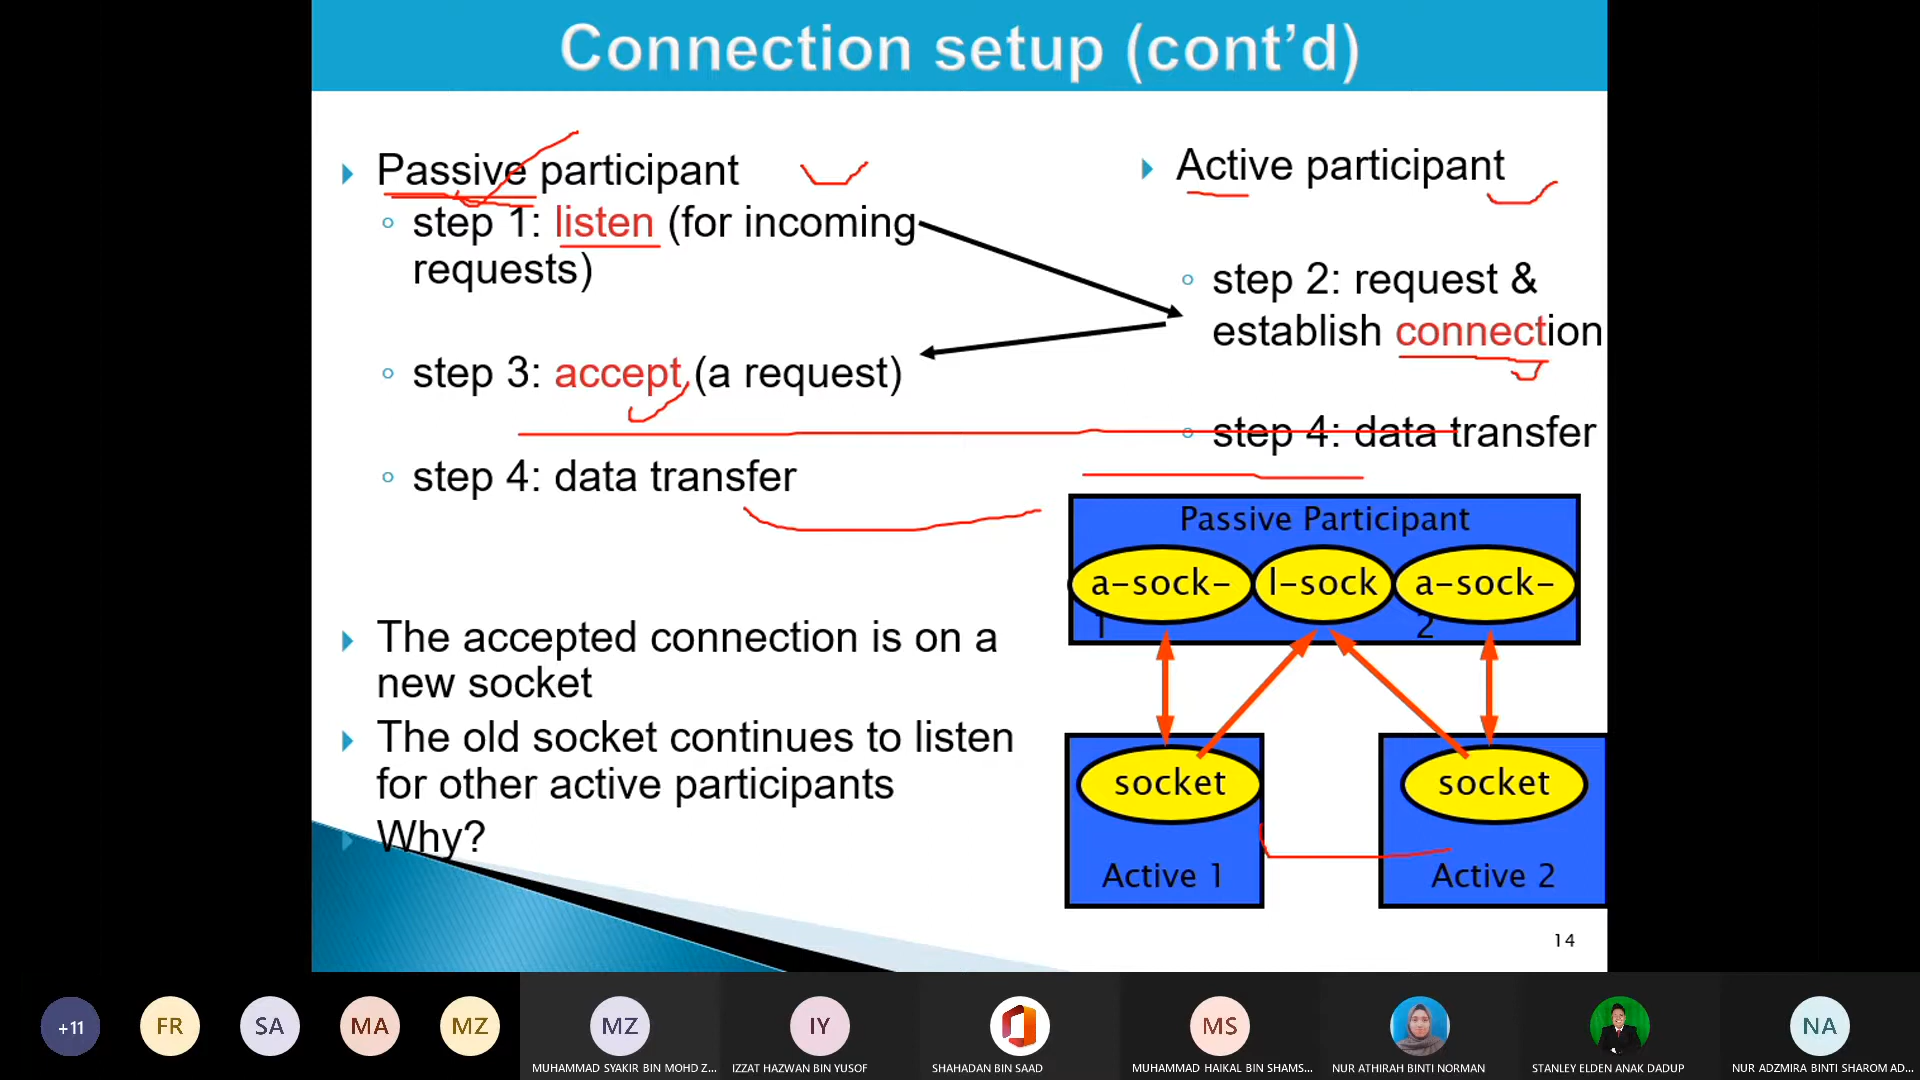 Connection setup (cont’d)
Passive participant
step 1: listen (for incoming
requests)
step 3: accept (a request)
step 4: data transfer
Active participant
step 2: request &
establish connection
step 4: data transfer
The accepted connection is on a
new socket
The old socket continues to listen
for other active participants
Why?
Passive Participant
a-sock-
1
l-sock
a-sock-
2
socket
socket
Active 1
Active 2
14
+11
FR
SA
MA
MZ
MZ
IY
MS
NA
MUHAMMAD SYAKIR BIN MOHD Z...
IZZAT HAZWAN BIN YUSOF
SHAHADAN BIN SAAD
MUHAMMAD HAIKAL BIN SHAMS...
NUR ATHIRAH BINTI NORMAN
STANLEY ELDEN ANAK DADUP
NUR ADZMIRA BINTI SHAROM AD...